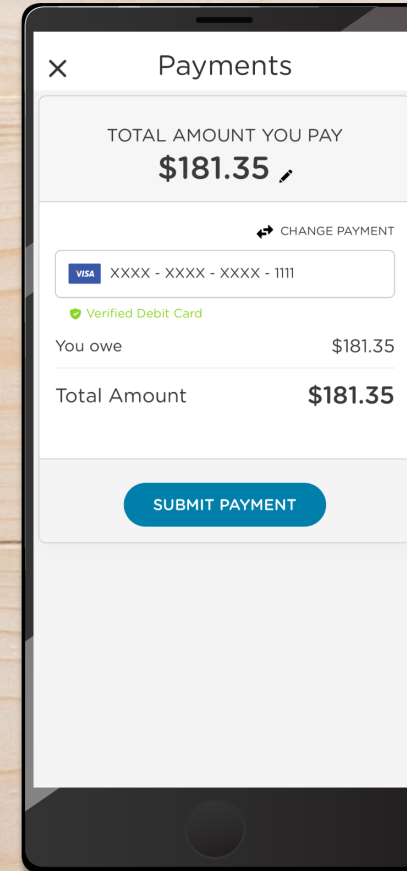 Payments
TOTAL AMOUNT YOU PAY
$181.35
CHANGE PAYMENT
VISA XXXX - XXXX - XXXX - 1111
Verified Debit Card
You owe $181.35
Total Amount $181.35
SUBMIT PAYMENT